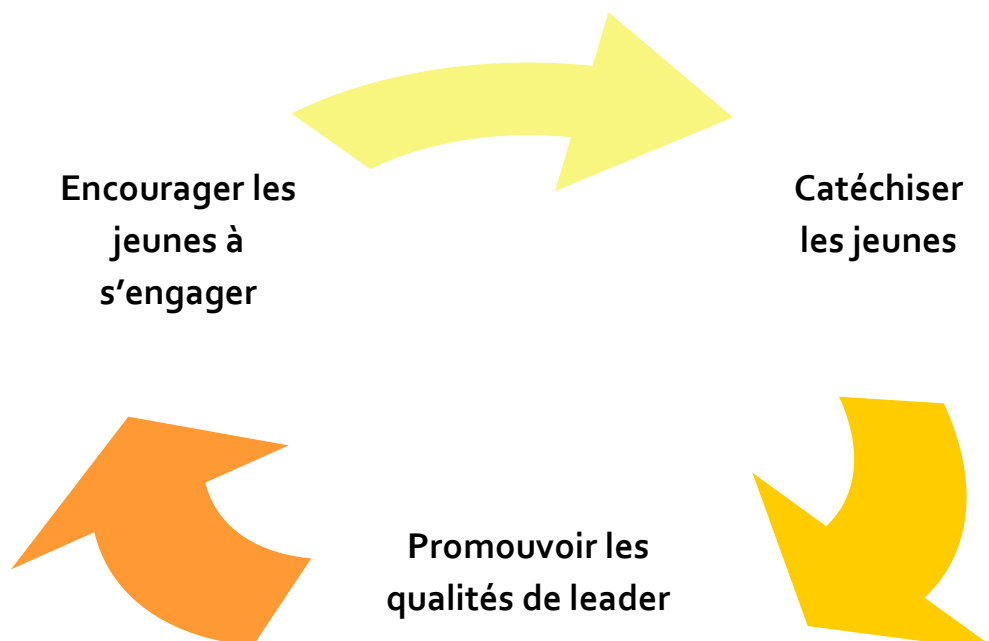 Encourager les
jeunes à
s’engager
Catéchiser
les jeunes
Promouvoir les
qualités de leader